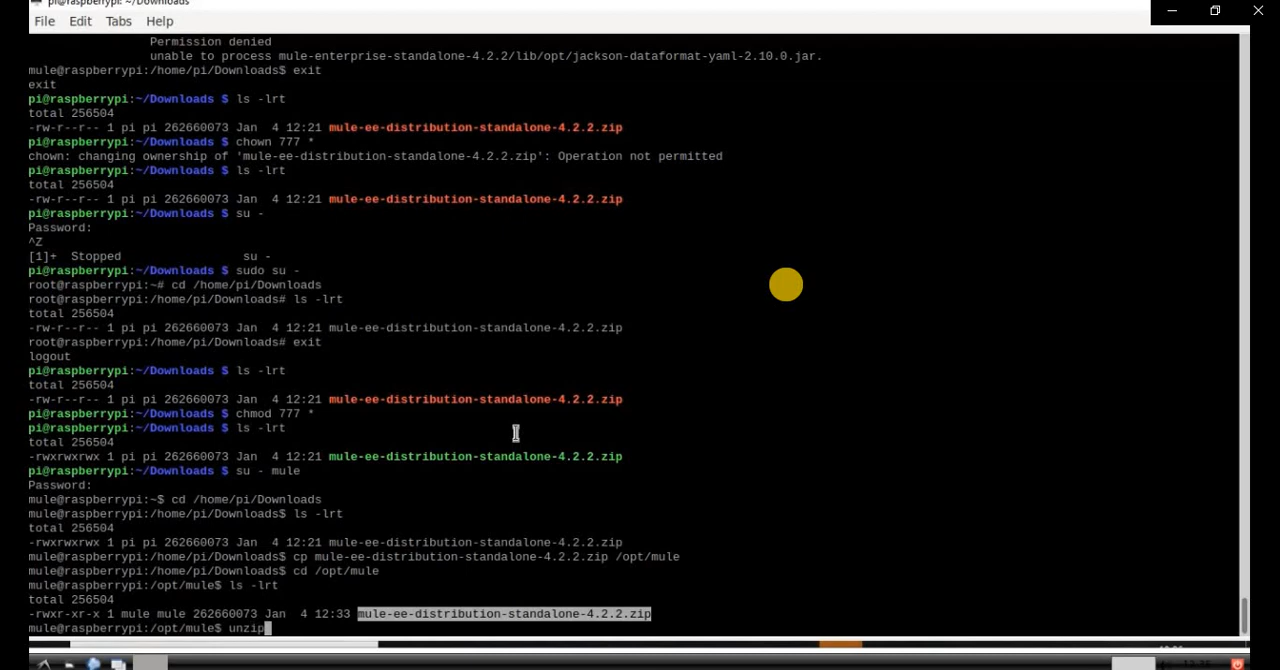 pi@raspberrypi: ~/Downloads
File Edit Tabs Help
Permission denied
unable to process mule-enterprise-standalone-4.2.2/lib/opt/jackson-dataformat-yaml-2.10.0.jar.
mule@raspberrypi:/home/pi/Downloads$ exit
exit
pi@raspberrypi:~/Downloads $ ls -lrt
total 256504
-rw-r--r-- 1 pi pi 262660073 Jan  4 12:21 mule-ee-distribution-standalone-4.2.2.zip
pi@raspberrypi:~/Downloads $ chown 777 *
chown: changing ownership of 'mule-ee-distribution-standalone-4.2.2.zip': Operation not permitted
pi@raspberrypi:~/Downloads $ ls -lrt
total 256504
-rw-r--r-- 1 pi pi 262660073 Jan  4 12:21 mule-ee-distribution-standalone-4.2.2.zip
pi@raspberrypi:~/Downloads $ su -
Password:
^Z
[1]+  Stopped                 su -
pi@raspberrypi:~/Downloads $ sudo su -
root@raspberrypi:~# cd /home/pi/Downloads
root@raspberrypi:/home/pi/Downloads# ls -lrt
total 256504
-rw-r--r-- 1 pi pi 262660073 Jan  4 12:21 mule-ee-distribution-standalone-4.2.2.zip
root@raspberrypi:/home/pi/Downloads# exit
logout
pi@raspberrypi:~/Downloads $ ls -lrt
total 256504
-rw-r--r-- 1 pi pi 262660073 Jan  4 12:21 mule-ee-distribution-standalone-4.2.2.zip
pi@raspberrypi:~/Downloads $ chmod 777 *
pi@raspberrypi:~/Downloads $ ls -lrt
total 256504
-rwxrwxrwx 1 pi pi 262660073 Jan  4 12:21 mule-ee-distribution-standalone-4.2.2.zip
pi@raspberrypi:~/Downloads $ su - mule
Password:
mule@raspberrypi:~$ cd /home/pi/Downloads
mule@raspberrypi:/home/pi/Downloads$ ls -lrt
total 256504
-rwxrwxrwx 1 pi pi 262660073 Jan  4 12:21 mule-ee-distribution-standalone-4.2.2.zip
mule@raspberrypi:/home/pi/Downloads$ cp mule-ee-distribution-standalone-4.2.2.zip /opt/mule
mule@raspberrypi:/home/pi/Downloads$ cd /opt/mule
mule@raspberrypi:/opt/mule$ ls -lrt
total 256504
-rwxr-xr-x 1 mule mule 262660073 Jan  4 12:33 mule-ee-distribution-standalone-4.2.2.zip
mule@raspberrypi:/opt/mule$ unzip